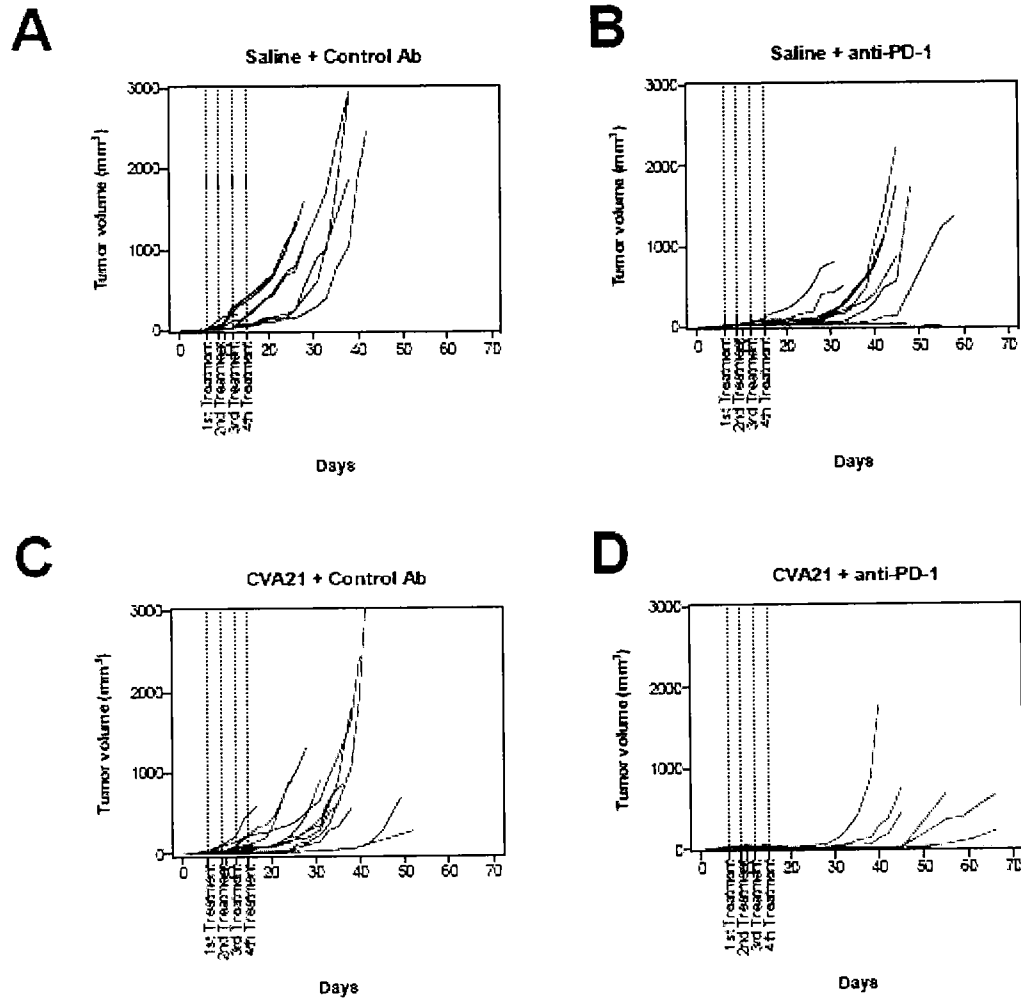 A
Saline + Control Ab
Tumor volume (mm³)
3000
2000
1000
0
0 20 30 40 50 60 70
1st Treatment
2nd Treatment
3rd Treatment
4th Treatment
Days
B
Saline + anti-PD-1
Tumor volume (mm³)
3000
2000
1000
0
0 20 30 40 50 60 70
1st Treatment
2nd Treatment
3rd Treatment
4th Treatment
Days
C
CVA21 + Control Ab
Tumor volume (mm³)
3000
2000
1000
0
0 20 30 40 50 60 70
1st Treatment
2nd Treatment
3rd Treatment
4th Treatment
Days
D
CVA21 + anti-PD-1
Tumor volume (mm³)
3000
2000
1000
0
0 20 30 40 50 60 70
1st Treatment
2nd Treatment
3rd Treatment
4th Treatment
Days